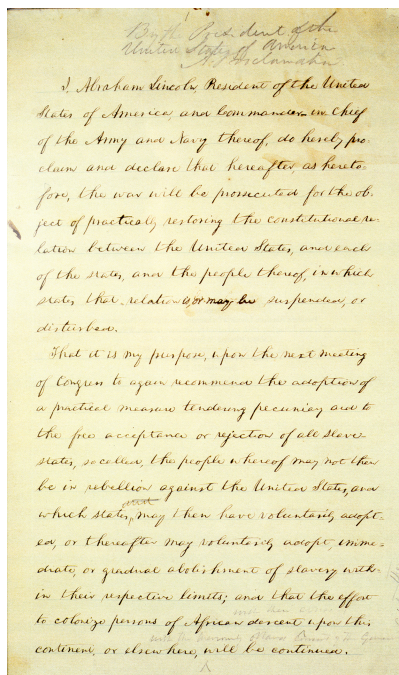 By the President of the
United States of America
A Proclamation
I, Abraham Lincoln, President of the United
States of America, and Commander-in-Chief
of the Army and Navy thereof, do hereby pro-
claim and declare that hereafter, as hereto-
fore, the war will be prossecuted for the ob-
ject of practically restoring the constitutional re-
lation between the United States, and each
of the states, and the people thereof, in which
states that relation is, or may be suspended, or
disturbed.
That it is my purpose, upon the next meeting
of Congress to again recommend the adoption of
a practical measure tendering pecuniary aid to
the free acceptance or rejection of all slave-
states, so called, the people whereof may not then
be in rebellion against the United States, and
which states, may then have voluntarily adopt-
ed, or thereafter may voluntarily adopt, imme-
diate, or gradual abolishment of slavery with-
in their respective limits; and that the effort
with their consent
to colonize persons of African descent upon this
continent, or elsewhere, will be continued.